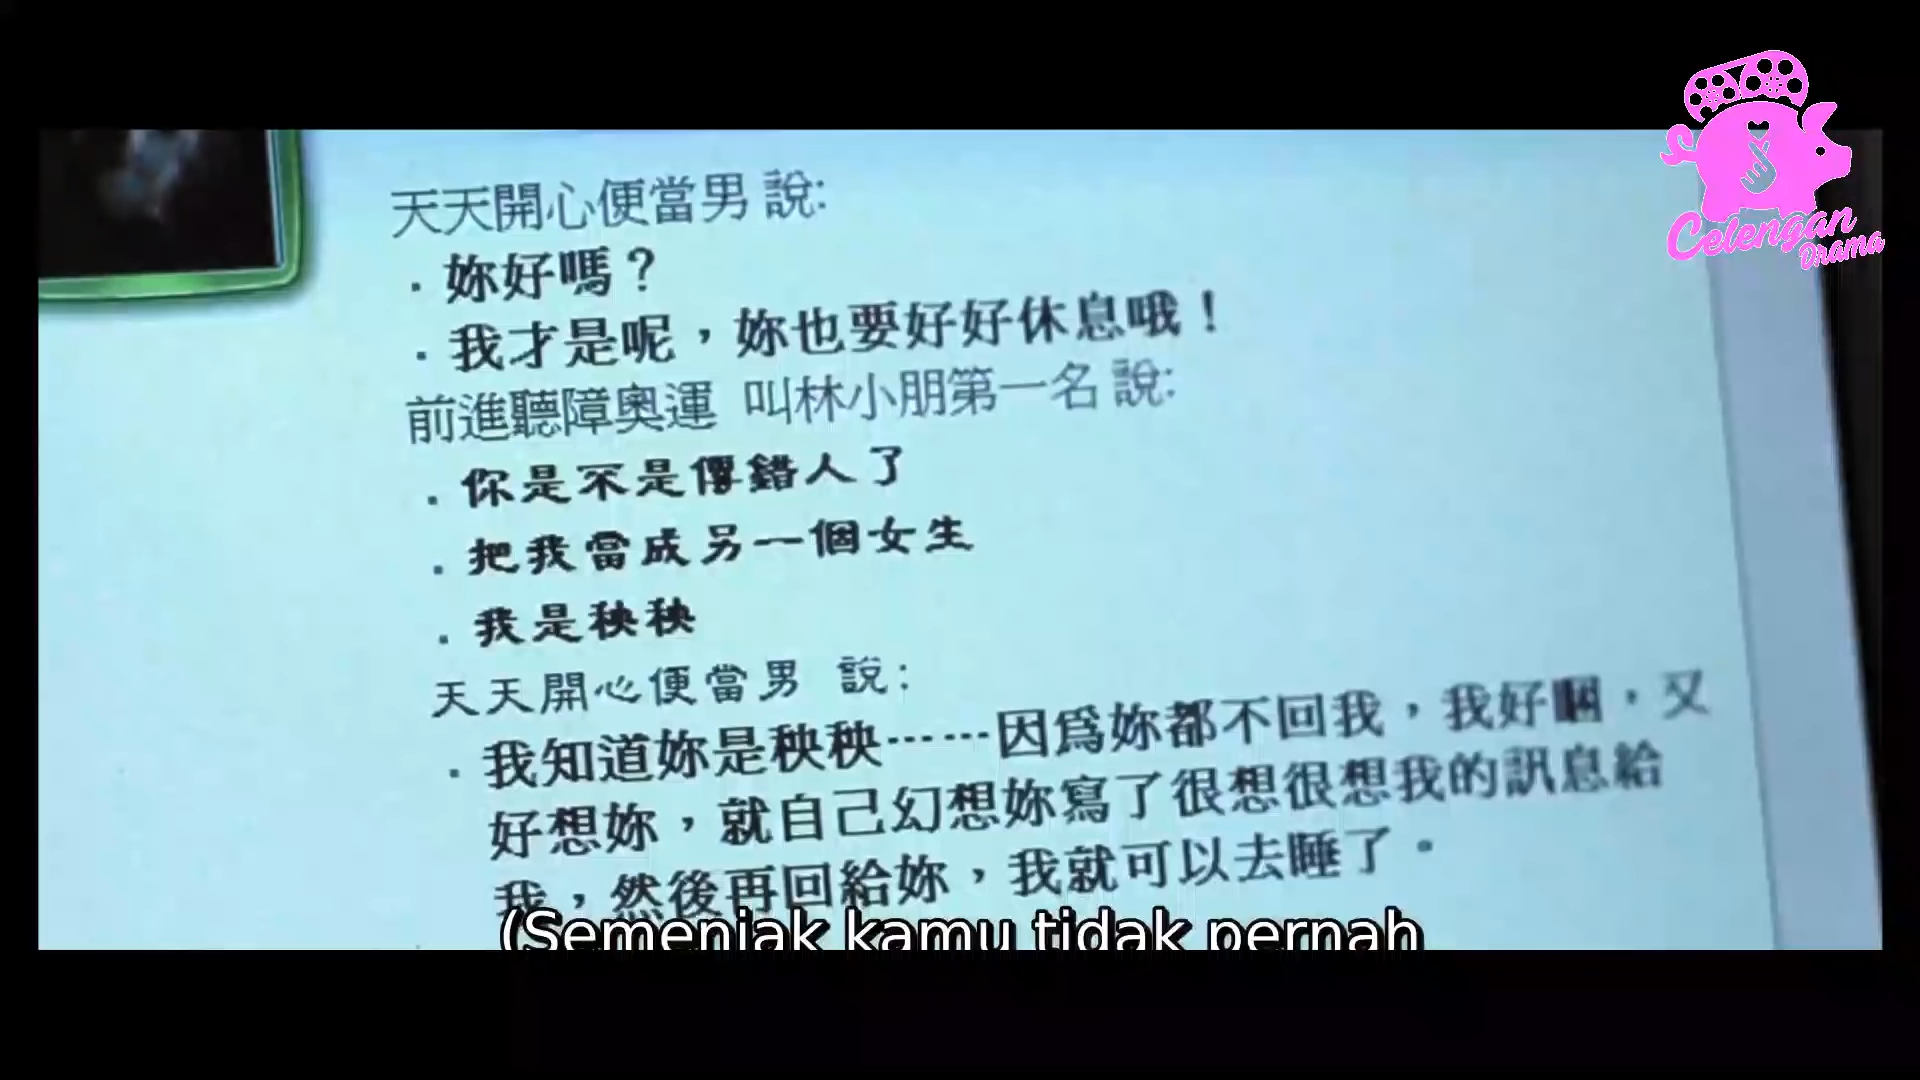 Celengan
Drama
天天開心便當男 說:
· 妳好嗎？
· 我才是呢，妳也要好好休息哦！
前進聽障奧運 叫林小朋第一名 說:
· 你是不是傳錯人了
· 把我當成另一個女生
· 我是秧秧
天天開心便當男 說:
· 我知道妳是秧秧……因為妳都不回我，我好睏，又
好想妳，就自己幻想妳寫了很想很想我的訊息給
我，然後再回給妳，我就可以去睡了。
(Semenjak kamu tidak pernah